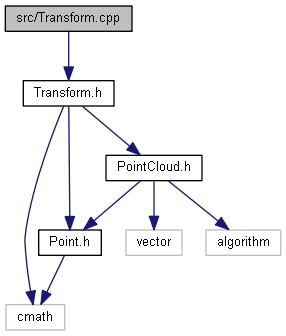 src/Transform.cpp
Transform.h
PointCloud.h
Point.h
vector
algorithm
cmath